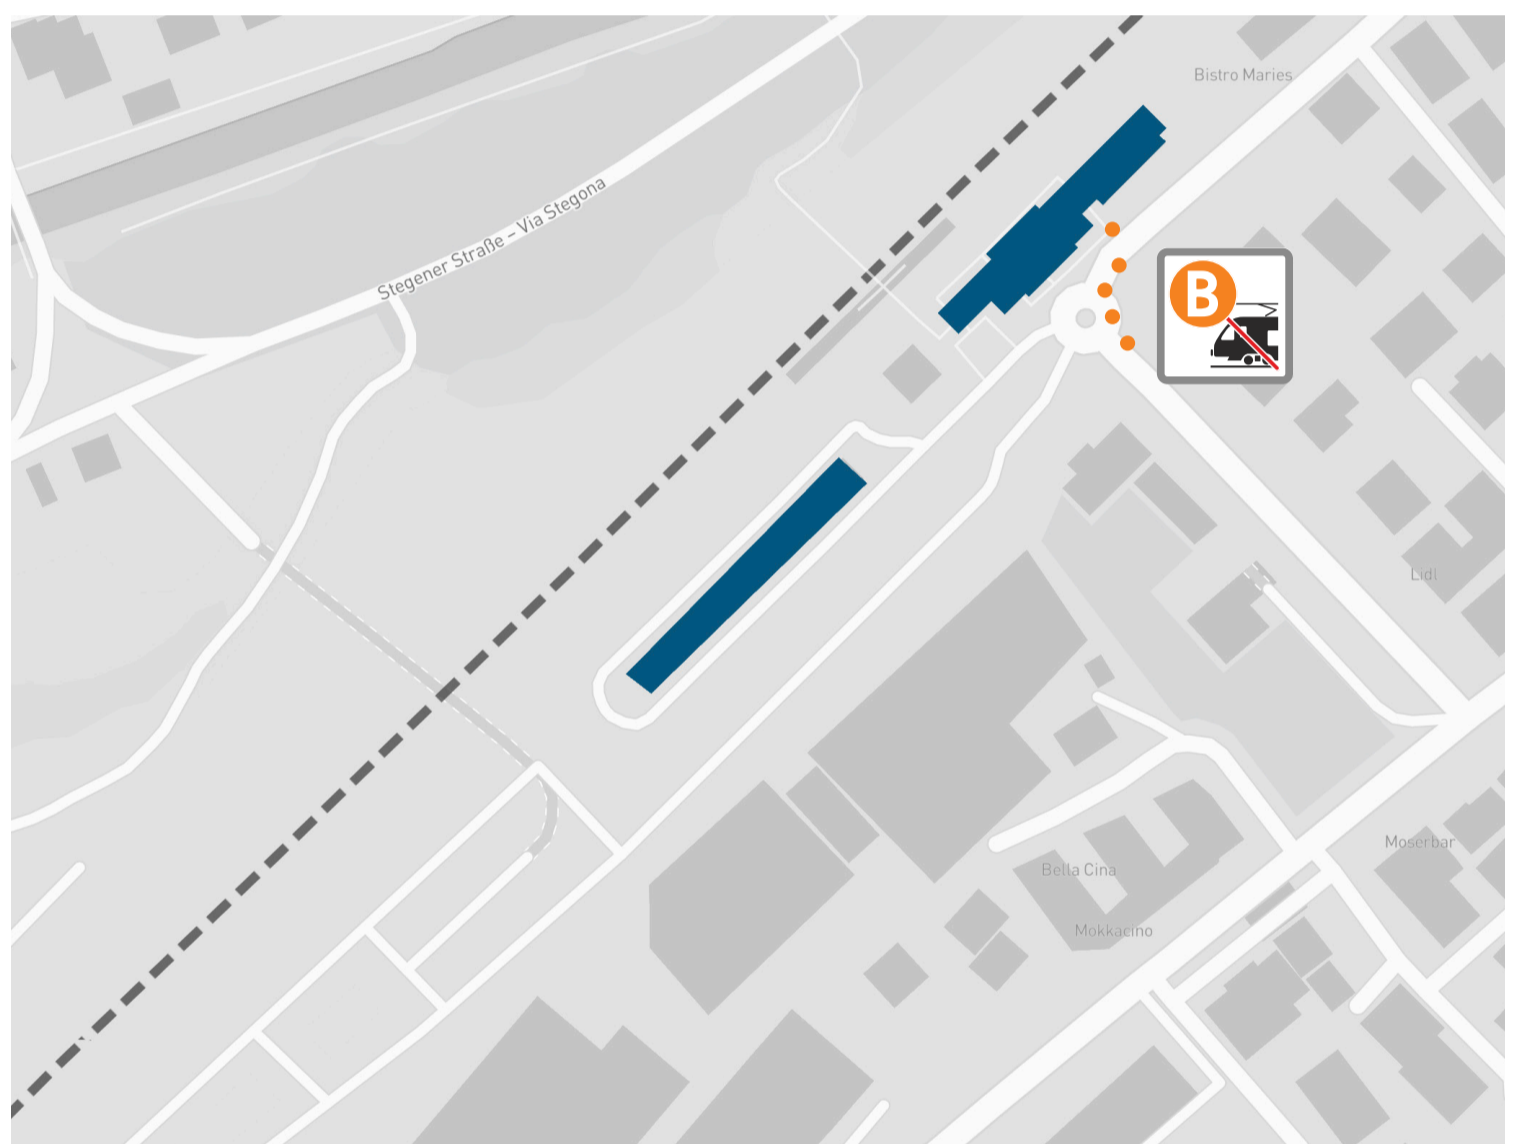 Bistro Maries
Stegener Straße – Via Stegona
B
Lidl
Moserbar
Bella Cina
Mokkacino